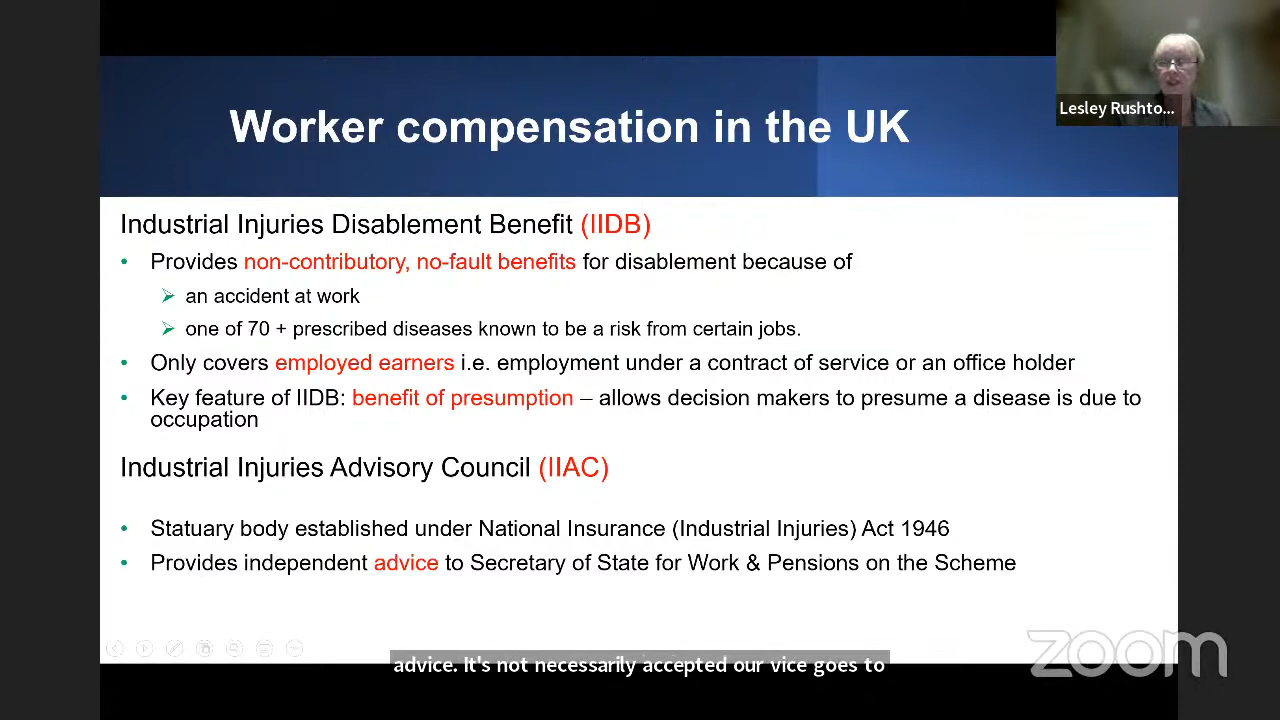 Worker compensation in the UK
Lesley Rushto...
Industrial Injuries Disablement Benefit (IIDB)
• Provides non-contributory, no-fault benefits for disablement because of
➢ an accident at work
➢ one of 70 + prescribed diseases known to be a risk from certain jobs.
• Only covers employed earners i.e. employment under a contract of service or an office holder
• Key feature of IIDB: benefit of presumption – allows decision makers to presume a disease is due to
occupation
Industrial Injuries Advisory Council (IIAC)
• Statuary body established under National Insurance (Industrial Injuries) Act 1946
• Provides independent advice to Secretary of State for Work & Pensions on the Scheme
zoom
advice. It's not necessarily accepted our vice goes to